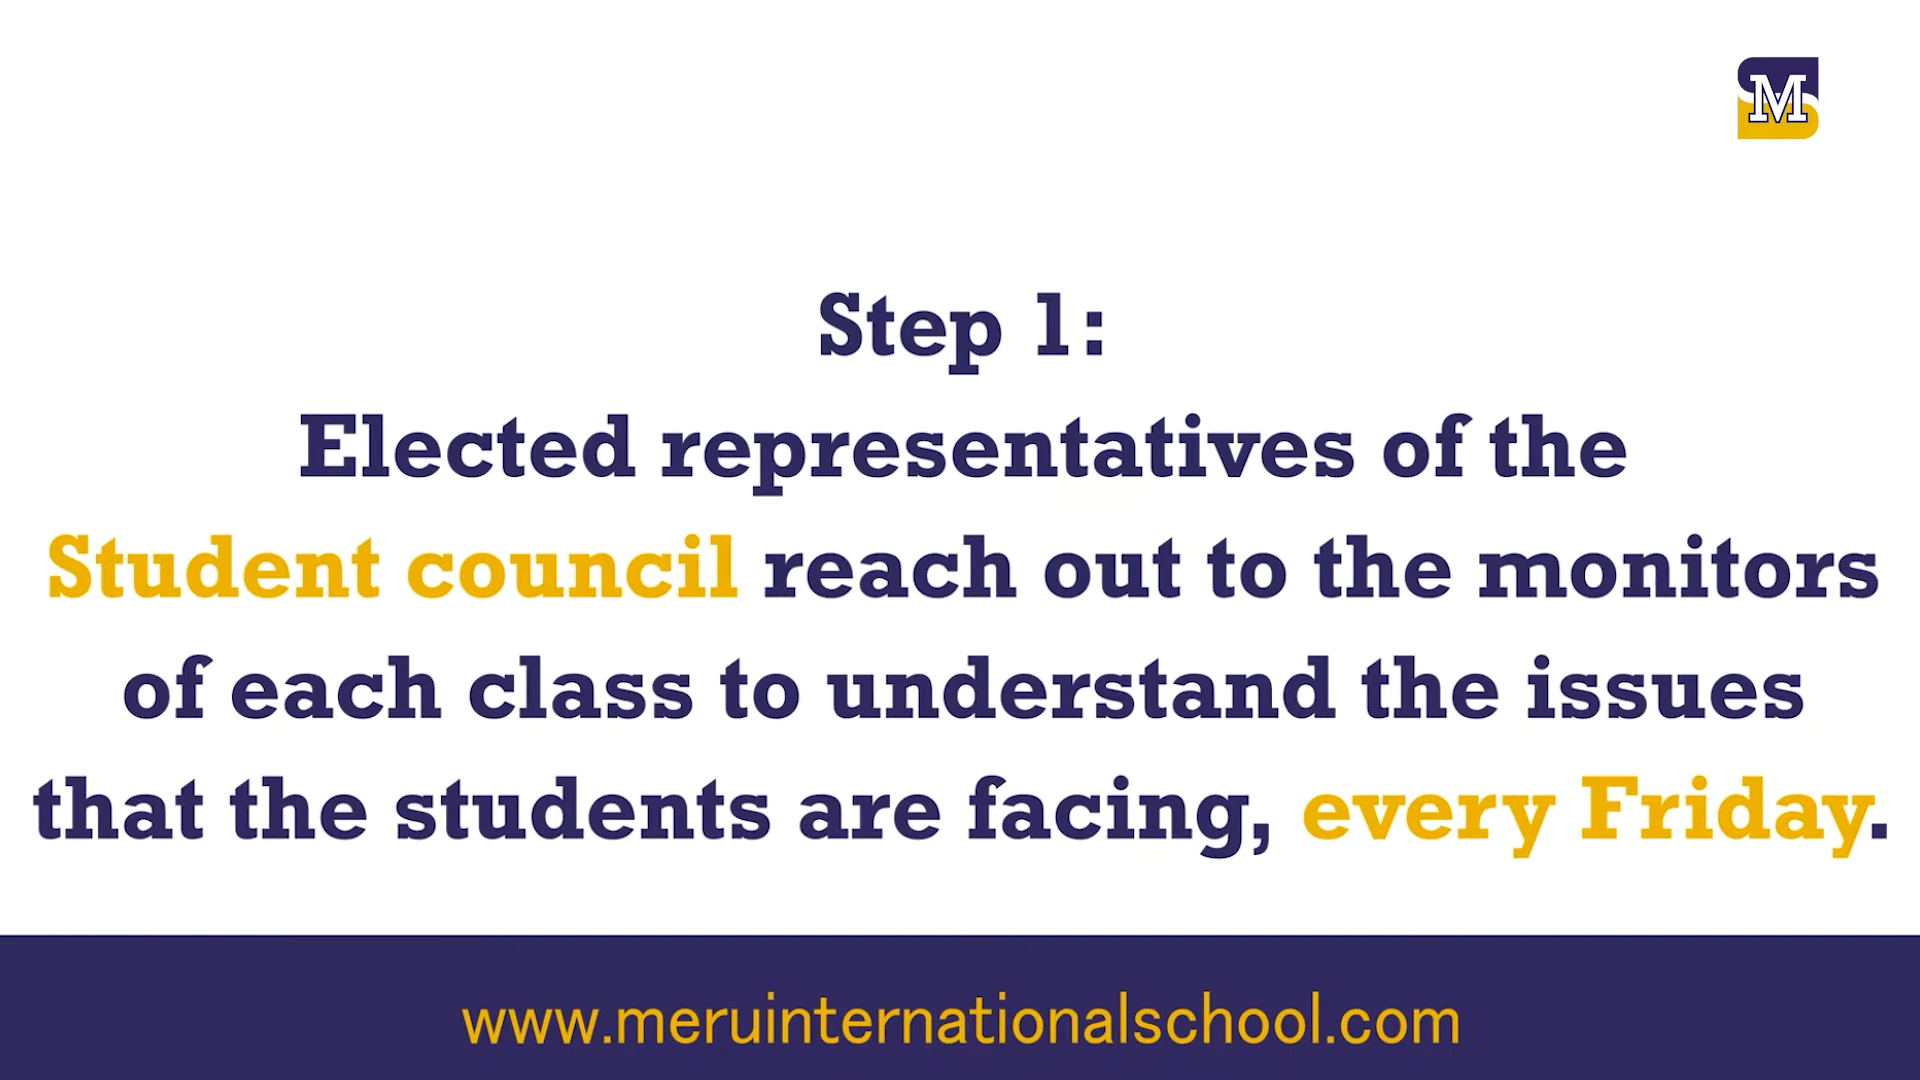 M
Step 1:
Elected representatives of the
Student council reach out to the monitors
of each class to understand the issues
that the students are facing, every Friday.
www.meruinternationalschool.com